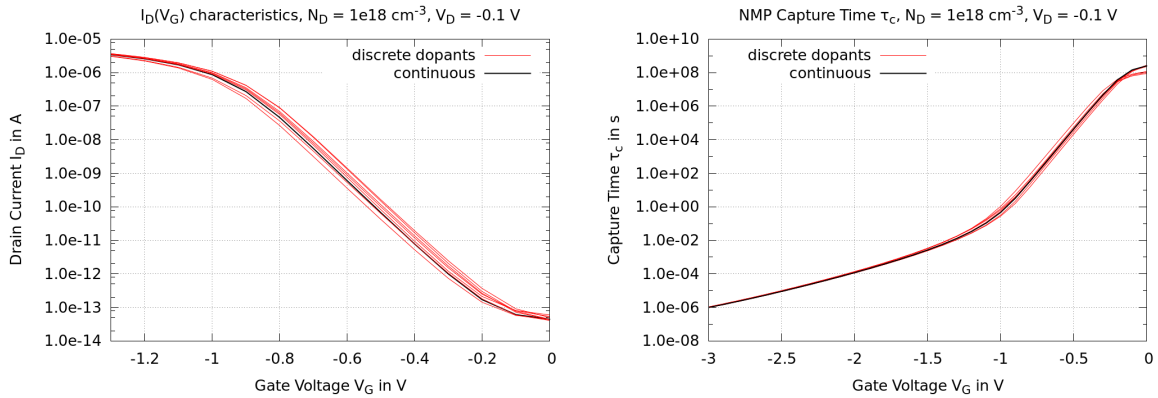 I_D(V_G) characteristics, N_D = 1e18 cm⁻³, V_D = -0.1 V
1.0e-05
1.0e-06
1.0e-07
1.0e-08
1.0e-09
1.0e-10
1.0e-11
1.0e-12
1.0e-13
1.0e-14
Drain Current I_D in A
discrete dopants
continuous
-1.2 -1 -0.8 -0.6 -0.4 -0.2 0
Gate Voltage V_G in V
NMP Capture Time τ_c, N_D = 1e18 cm⁻³, V_D = -0.1 V
1.0e+10
1.0e+08
1.0e+06
1.0e+04
1.0e+02
1.0e+00
1.0e-02
1.0e-04
1.0e-06
1.0e-08
Capture Time τ_c in s
discrete dopants
continuous
-3 -2.5 -2 -1.5 -1 -0.5 0
Gate Voltage V_G in V